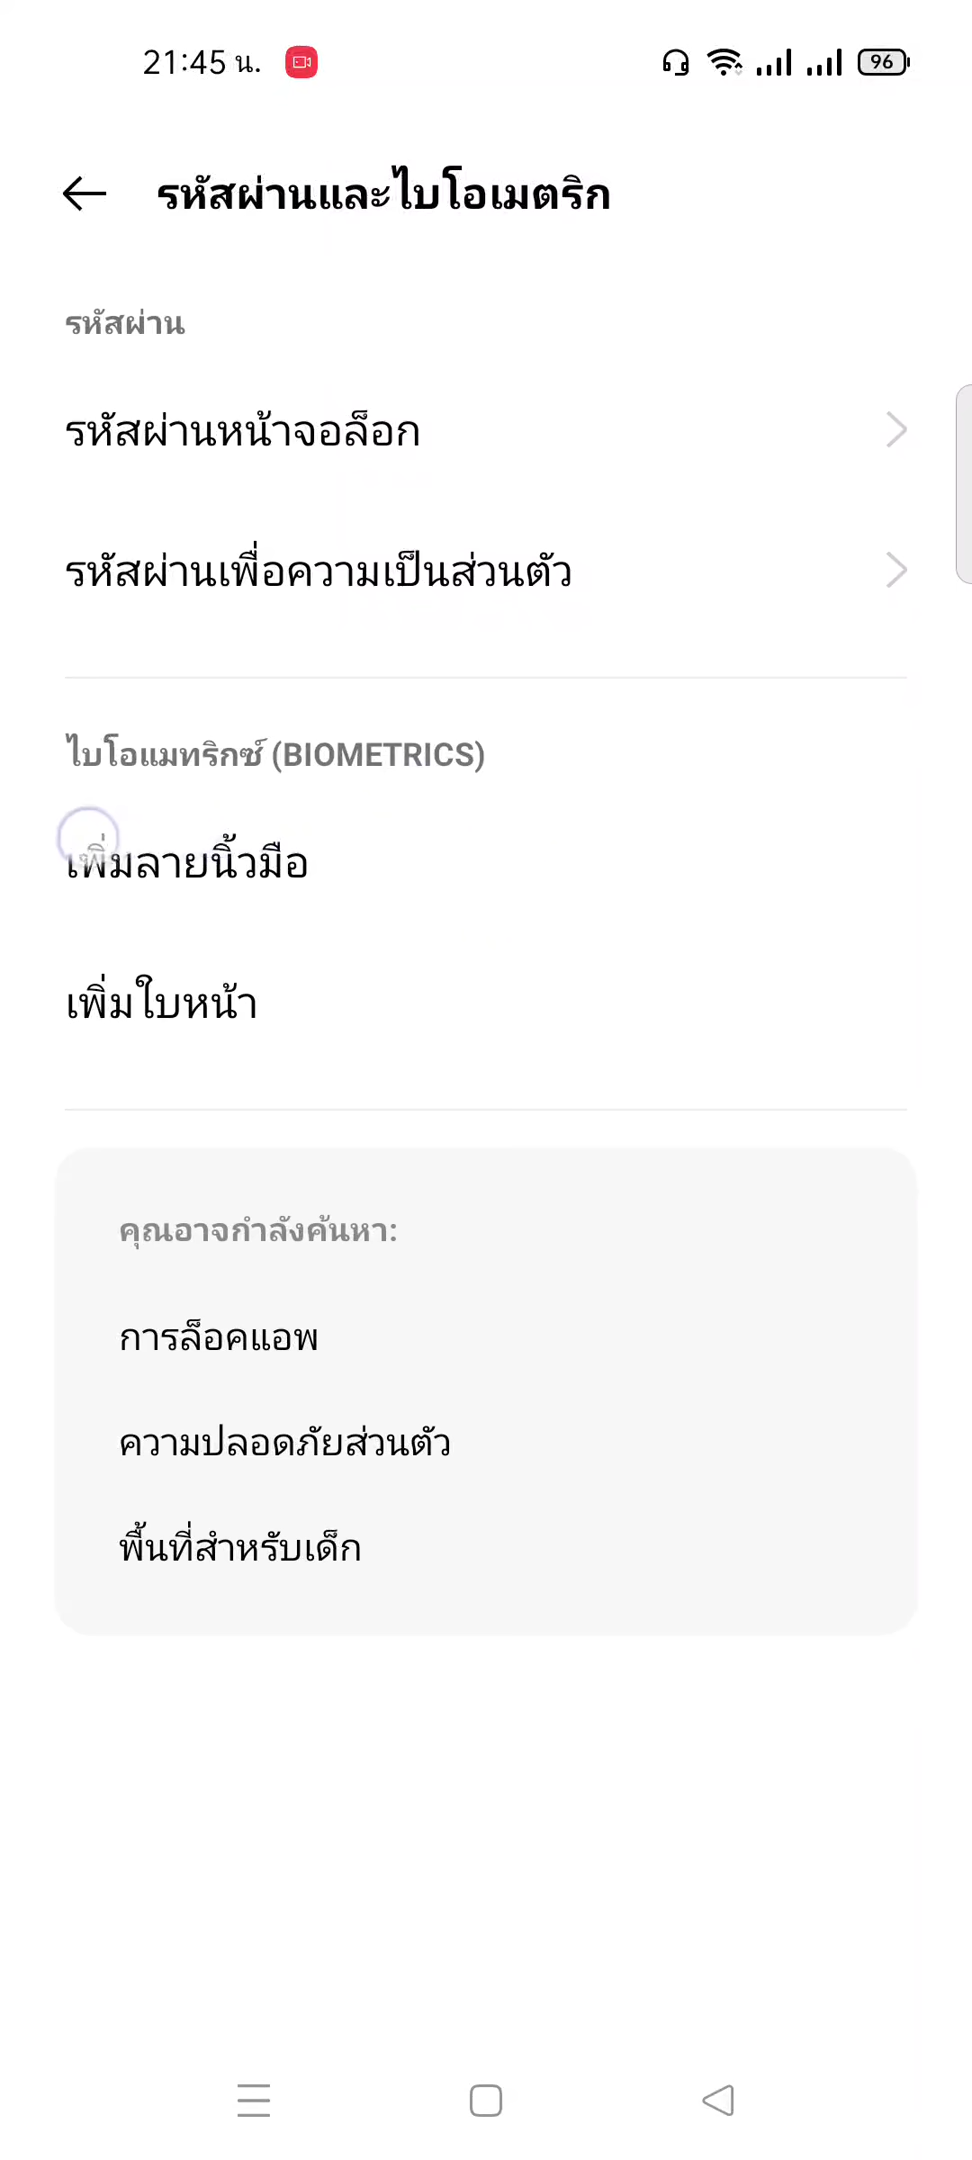 21:45 น.
96
รหัสผ่านและไบโอเมตริก
รหัสผ่าน
รหัสผ่านหน้าจอล็อก
รหัสผ่านเพื่อความเป็นส่วนตัว
ไบโอแมทริกซ์ (BIOMETRICS)
เพิ่มลายนิ้วมือ
เพิ่มใบหน้า
คุณอาจกำลังค้นหา:
การล็อคแอพ
ความปลอดภัยส่วนตัว
พื้นที่สำหรับเด็ก